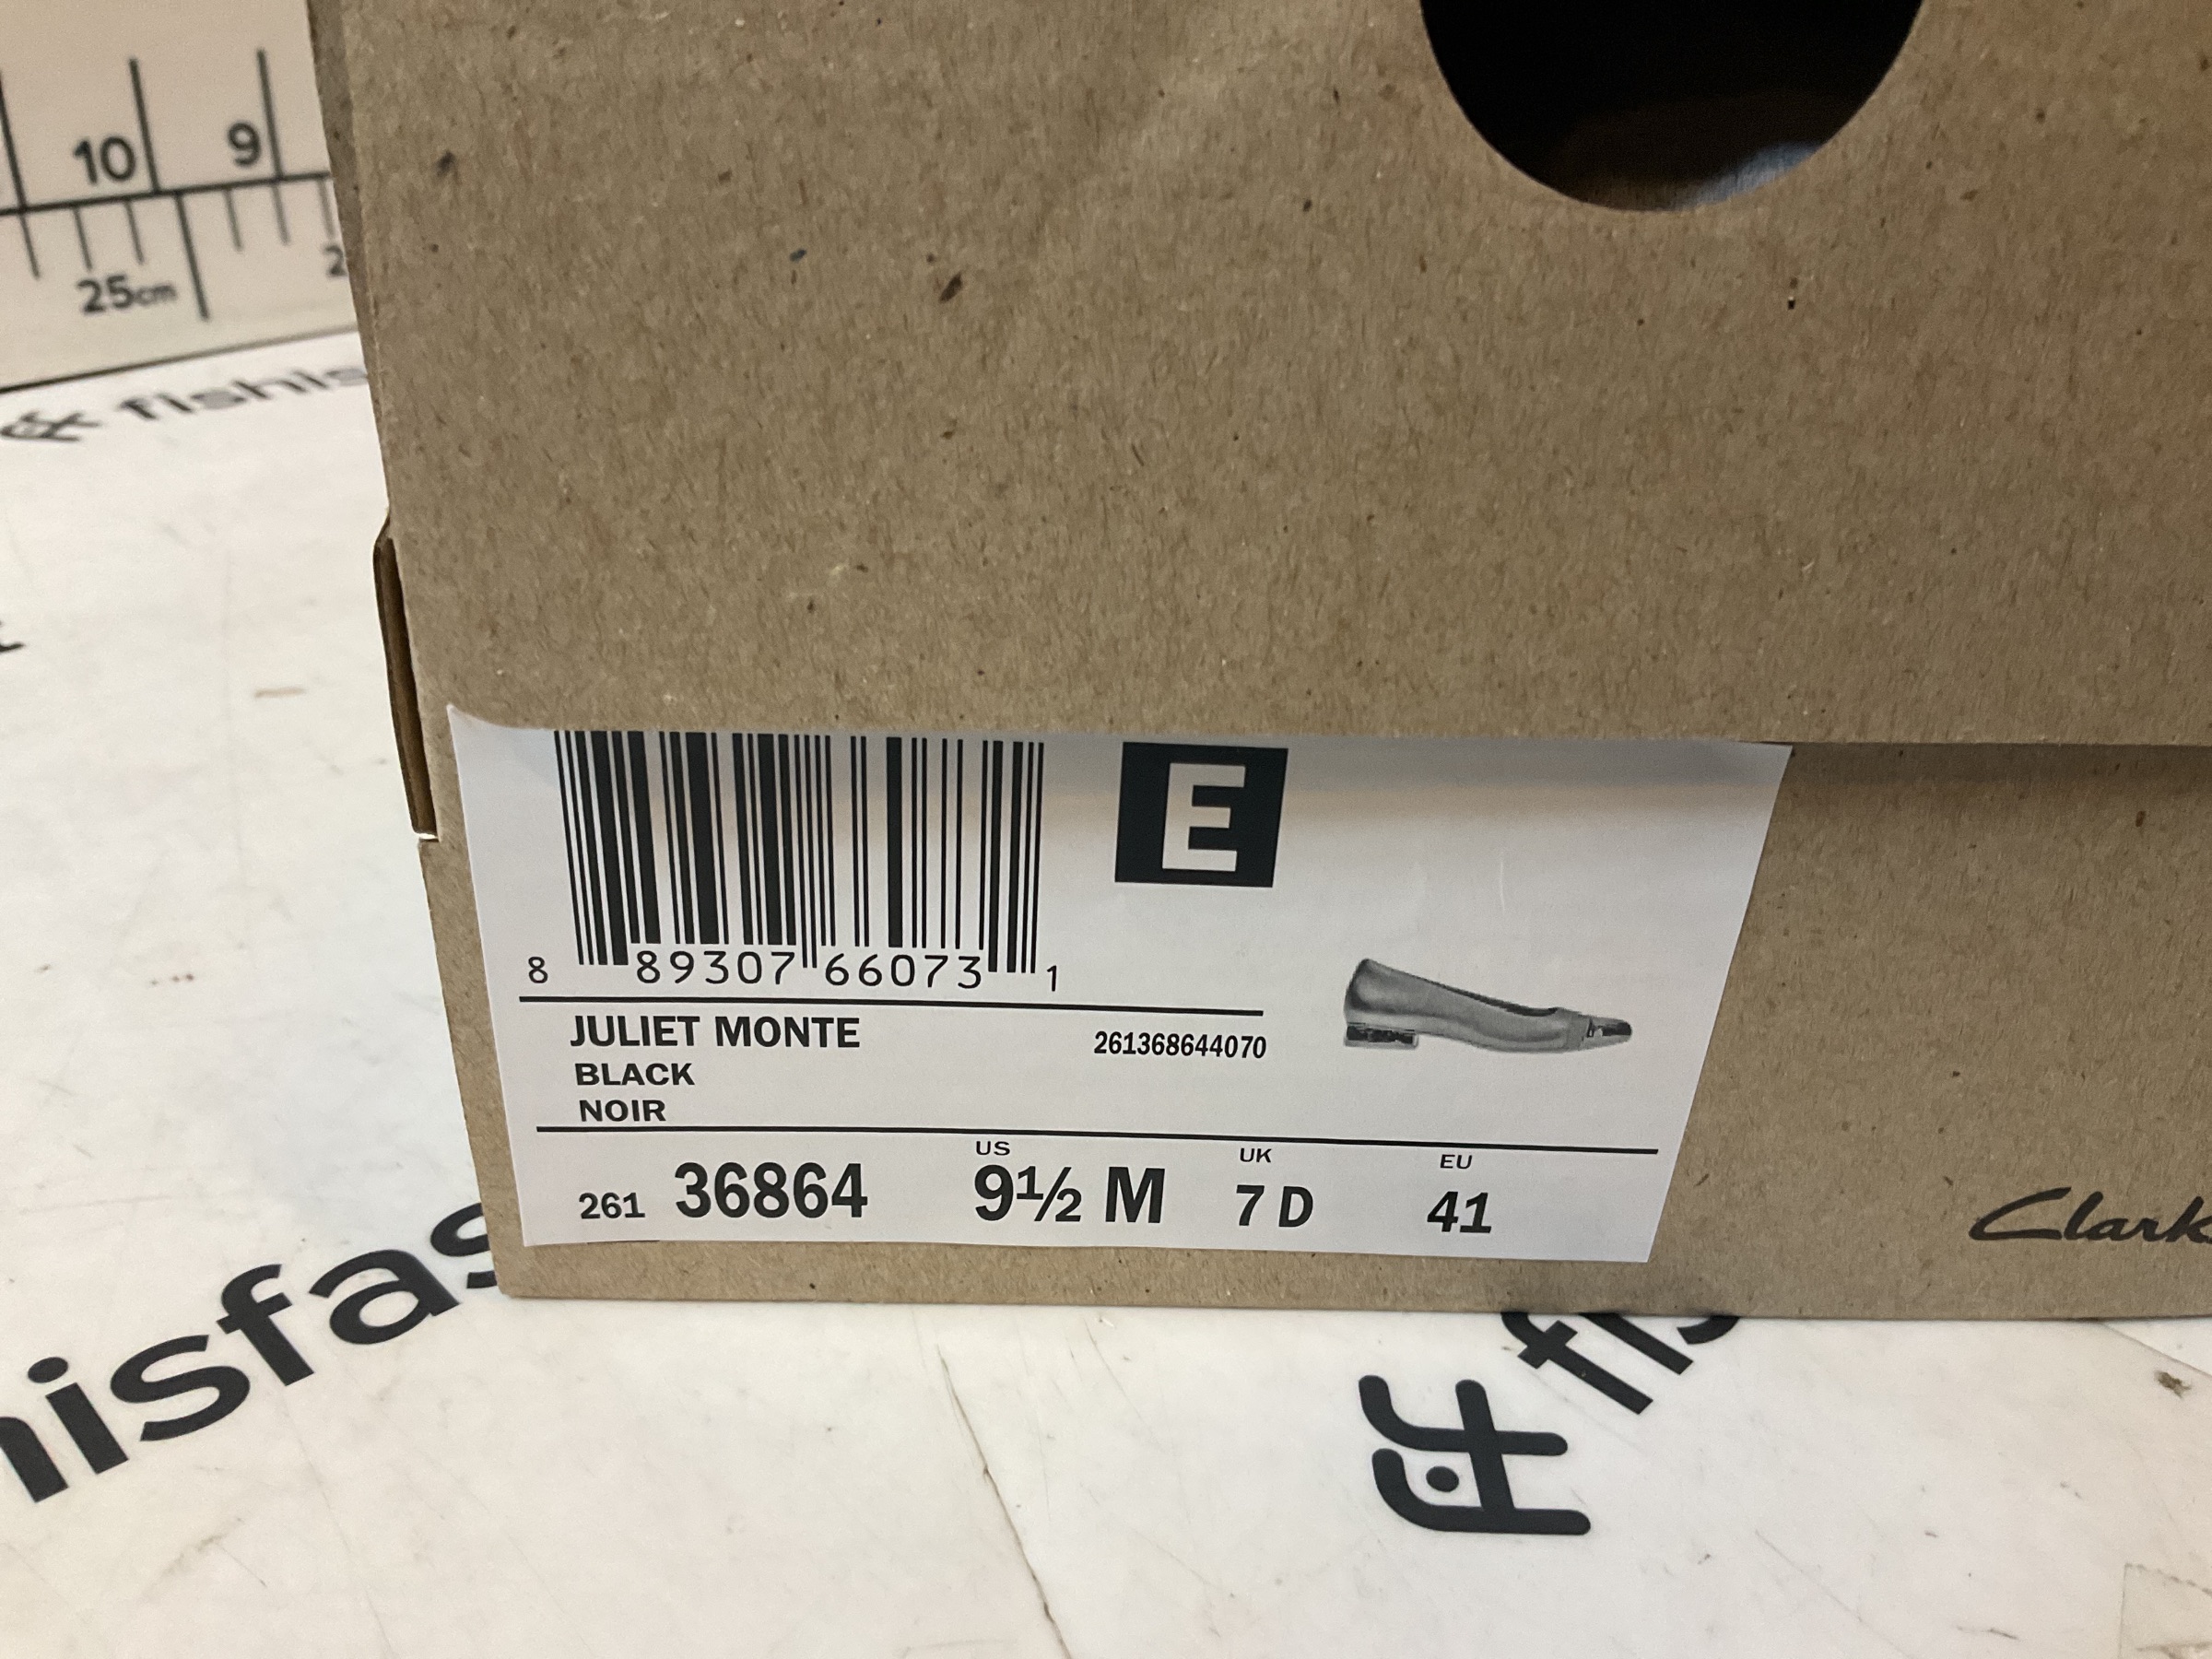 10 9
25cm 2
fishis
E
8 89307 66073 1
JULIET MONTE 261368644070
BLACK
NOIR
US UK EU
261 36864 9½ M 7 D 41
Clark
hisfas
fis